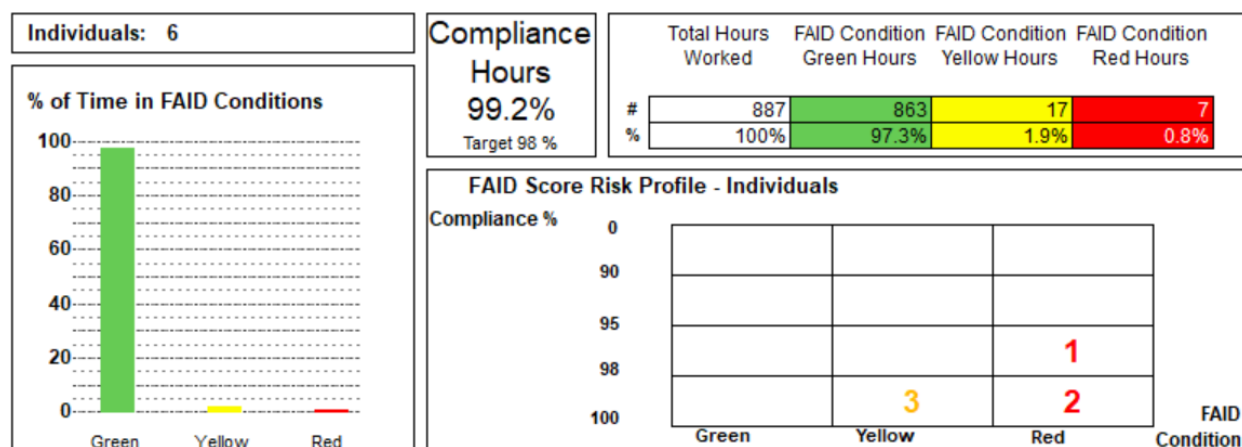 Individuals: 6
% of Time in FAID Conditions
100
80
60
40
20
0
Green Yellow Red
Compliance
Hours
99.2%
Target 98 %
Total Hours FAID Condition FAID Condition FAID Condition
Worked Green Hours Yellow Hours Red Hours
# 887 863 17 7
% 100% 97.3% 1.9% 0.8%
FAID Score Risk Profile - Individuals
Compliance % 0
90
95
1
98
3 2
100
FAID
Green Yellow Red Condition